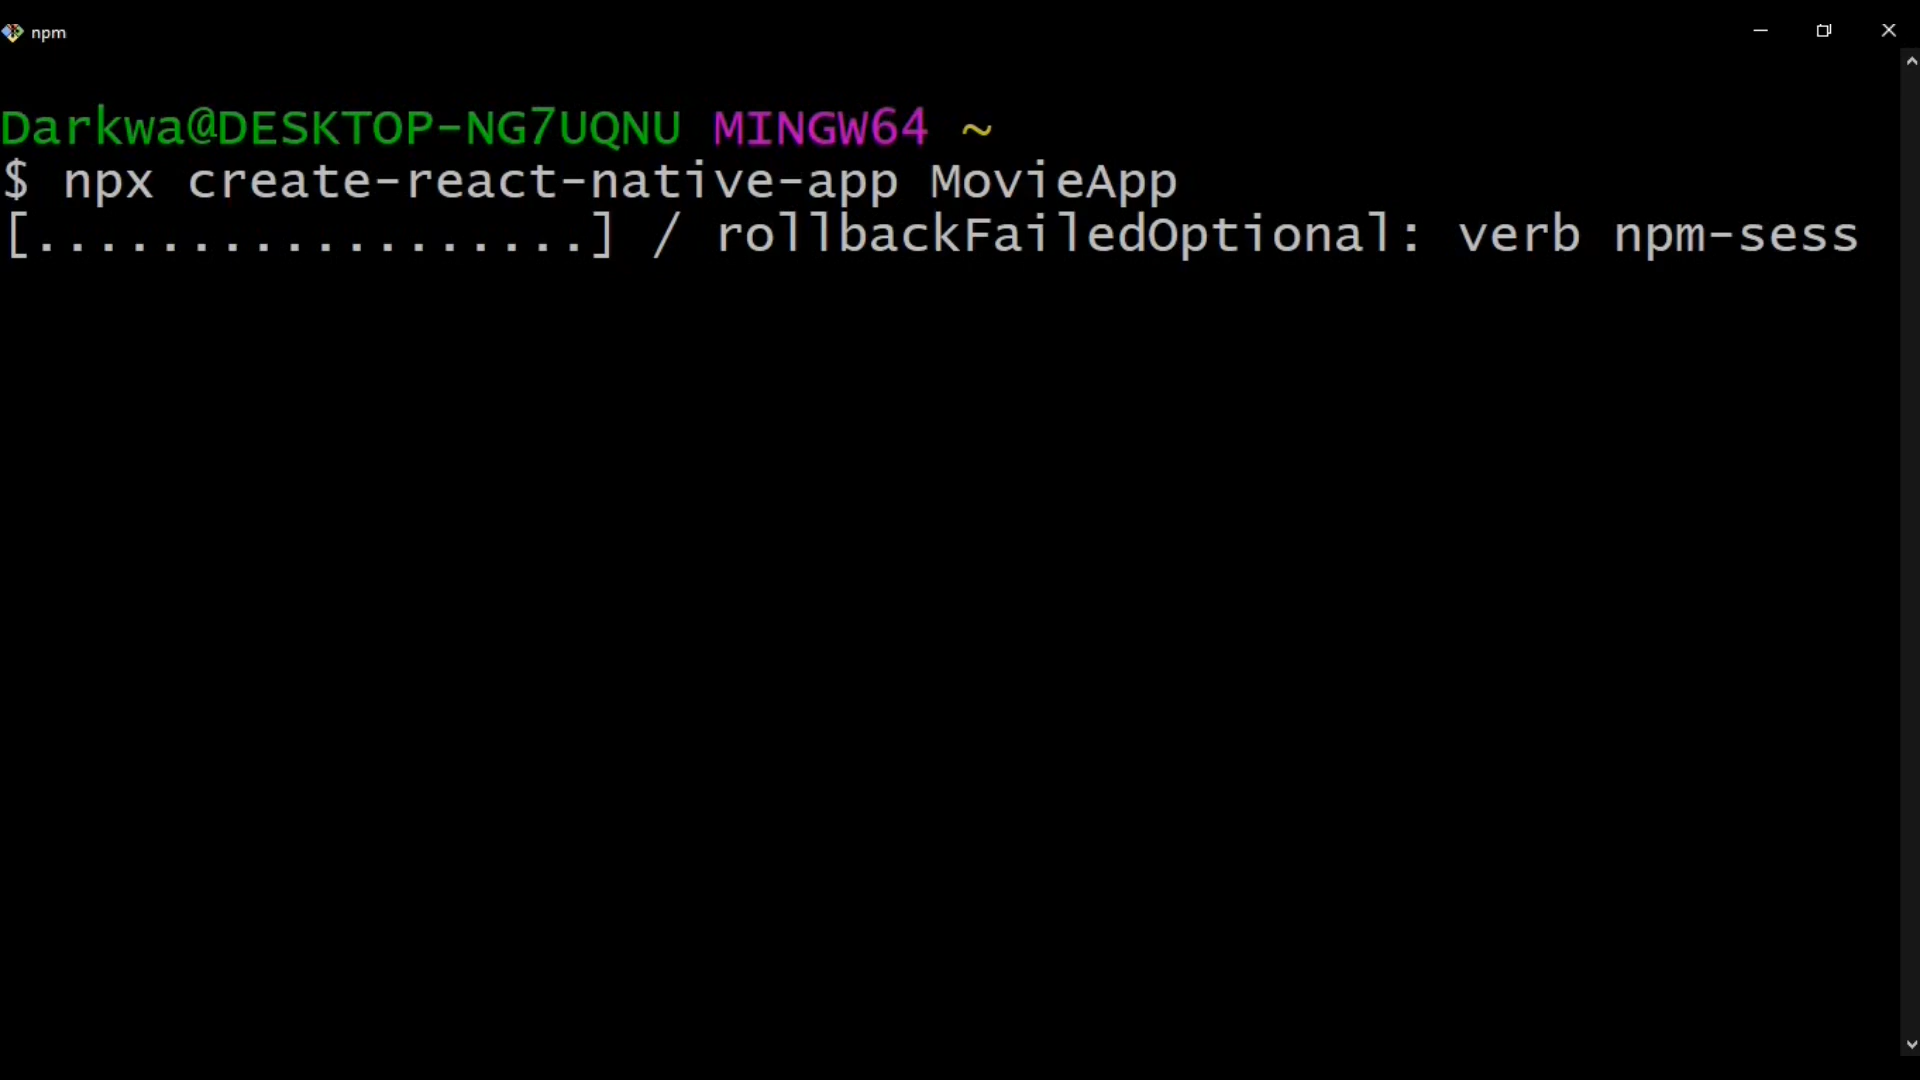 npm
Darkwa@DESKTOP-NG7UQNU MINGW64 ~
$ npx create-react-native-app MovieApp
[..................] / rollbackFailedOptional: verb npm-sess